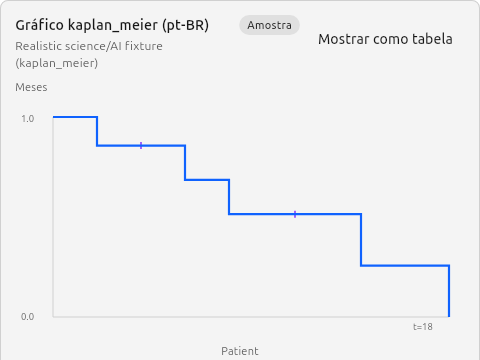 Gráfico kaplan_meier (pt-BR)
Amostra
Mostrar como tabela
Realistic science/AI fixture
(kaplan_meier)
Meses
1.0
0.0
t=18
Patient